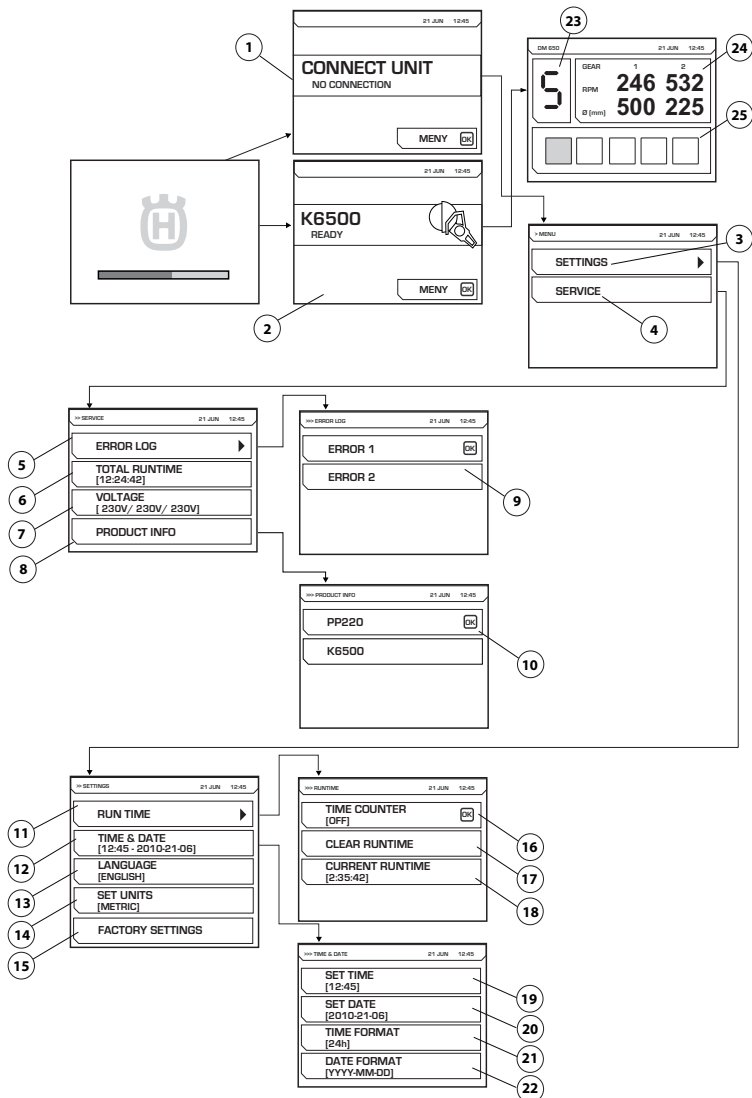 21 JUN 12:45
1
CONNECT UNIT
NO CONNECTION
MENY OK
H
21 JUN 12:45
K6500
READY
MENY OK
2
23
DM 650 21 JUN 12:45
24
5
GEAR 1 2
RPM 246 532
Ø (mm) 500 225
25
> MENU 21 JUN 12:45
SETTINGS
3
SERVICE
4
>> SERVICE 21 JUN 12:45
5
ERROR LOG
6
TOTAL RUNTIME
[12:24:42]
7
VOLTAGE
[ 230V/ 230V/ 230V]
8
PRODUCT INFO
>>> ERROR LOG 21 JUN 12:45
ERROR 1 OK
ERROR 2
9
>>> PRODUCT INFO 21 JUN 12:45
PP220 OK
10
K6500
>> SETTINGS 21 JUN 12:45
11
RUN TIME
12
TIME & DATE
[12:45 - 2010-21-06]
13
LANGUAGE
[ENGLISH]
14
SET UNITS
[METRIC]
15
FACTORY SETTINGS
>>> RUNTIME 21 JUN 12:45
TIME COUNTER
[OFF] OK
16
CLEAR RUNTIME
17
CURRENT RUNTIME
[2:35:42]
18
>>> TIME & DATE 21 JUN 12:45
SET TIME
[12:45]
19
SET DATE
[2010-21-06]
20
TIME FORMAT
[24h]
21
DATE FORMAT
[YYYY-MM-DD]
22